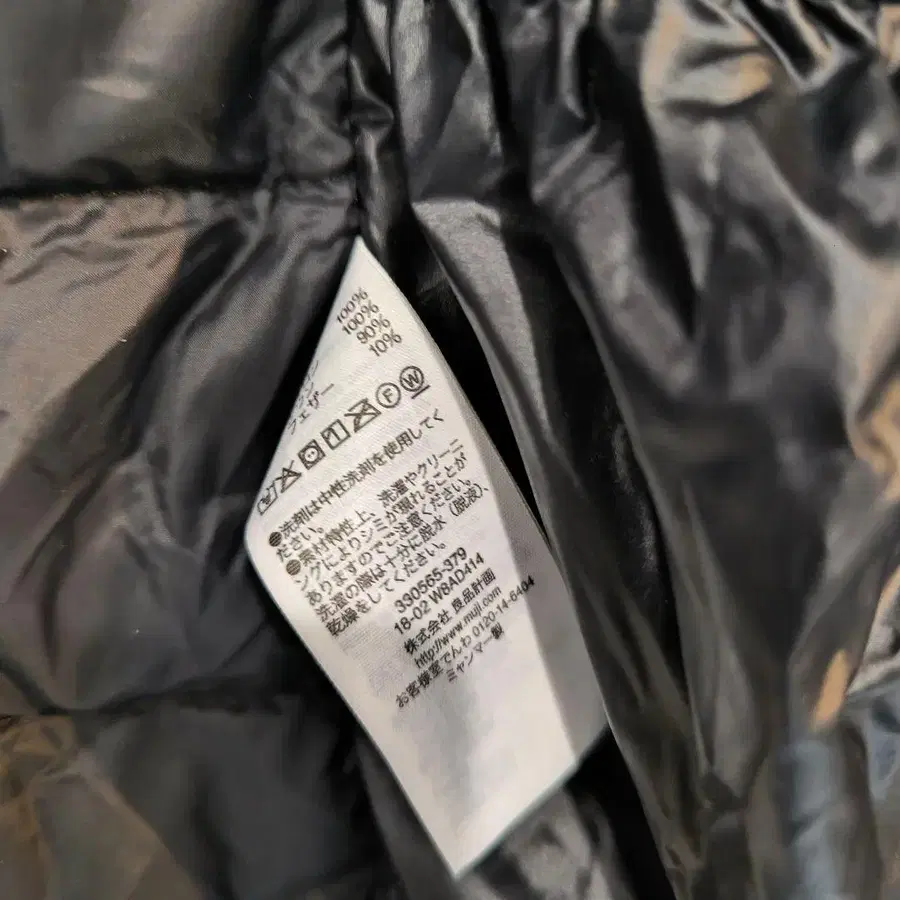 100%
100%
90%
10%
フェザー
F W
●洗剤は中性洗剤を使用してく
ださい。
●素材特性上、洗濯やクリーニ
ングによりシミが現れることが
ありますのでご注意ください。
洗濯の際は十分に脱水（脱液）、
乾燥をしてください。
330565-379
18-02 W8AD414
株式会社 良品計画
http://www.muji.com
お客様室でんわ 0120-14-6404
ミャンマー製